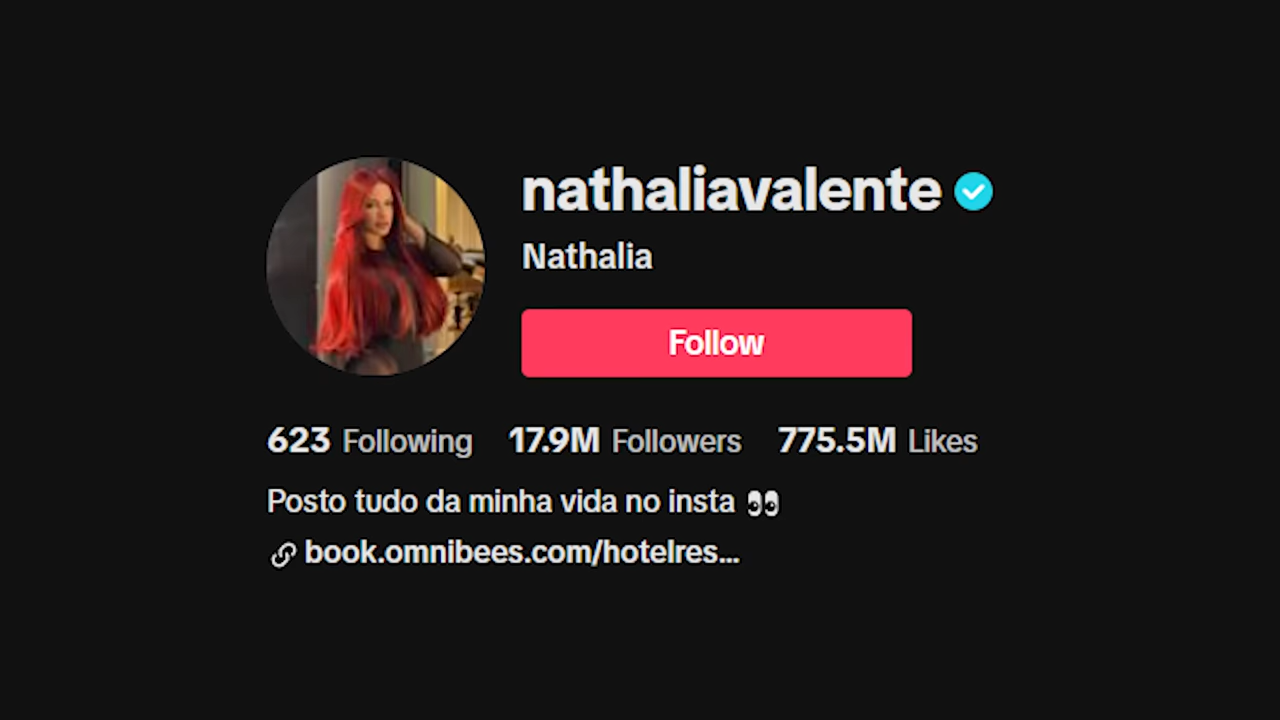 nathaliavalente
Nathalia
Follow
623 Following 17.9M Followers 775.5M Likes
Posto tudo da minha vida no insta 👀
book.omnibees.com/hotelres...